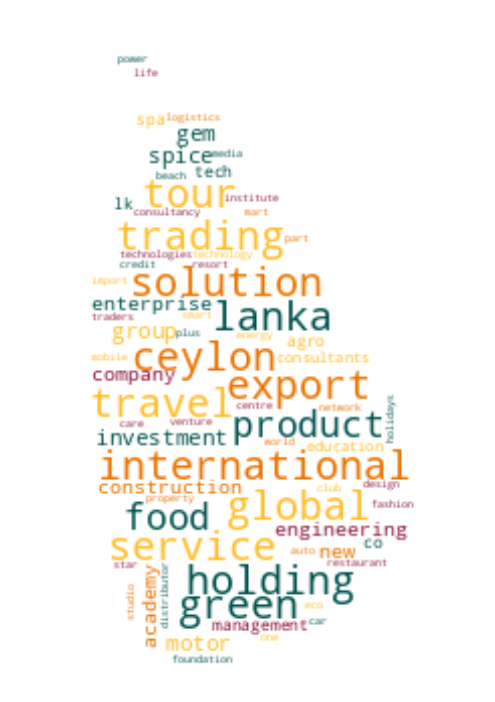 power
life
spa logistics
gem
spice media
beach tech
tour
lk institute
consultancy mart
trading part
technologies technology
credit resort
import solution
enterprise lanka
traders smart
group plus energy agro
mobile ceylon consultants
company export
travel centre network holidays
care venture product
investment world education
international
construction club design
property global fashion
food engineering
service auto new co
star restaurant
studio academy distributor holding
green eco
management car
motor one
foundation